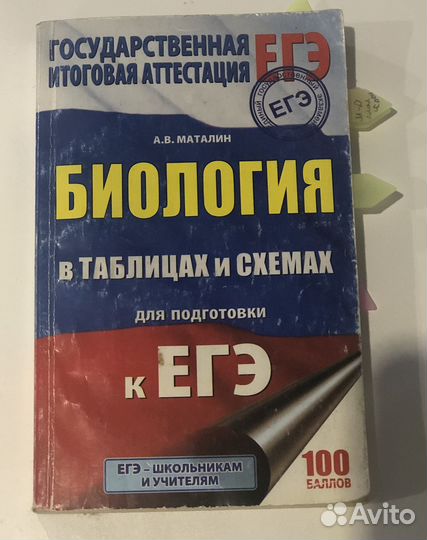 ГОСУДАРСТВЕННАЯ
ИТОГОВАЯ АТТЕСТАЦИЯ
ЕГЭ
ЕГЭ
А.В. МАТАЛИН
БИОЛОГИЯ
В ТАБЛИЦАХ И СХЕМАХ
ДЛЯ ПОДГОТОВКИ
К ЕГЭ
ЕГЭ – ШКОЛЬНИКАМ
И УЧИТЕЛЯМ
100
БАЛЛОВ
Avito